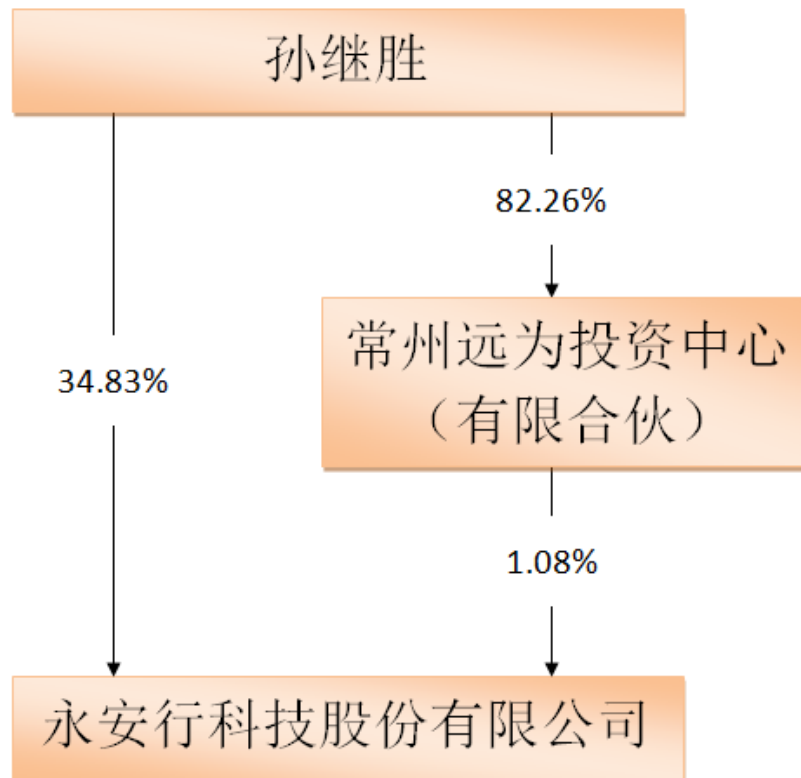 孙继胜
82.26%
常州远为投资中心
（有限合伙）
34.83%
1.08%
永安行科技股份有限公司